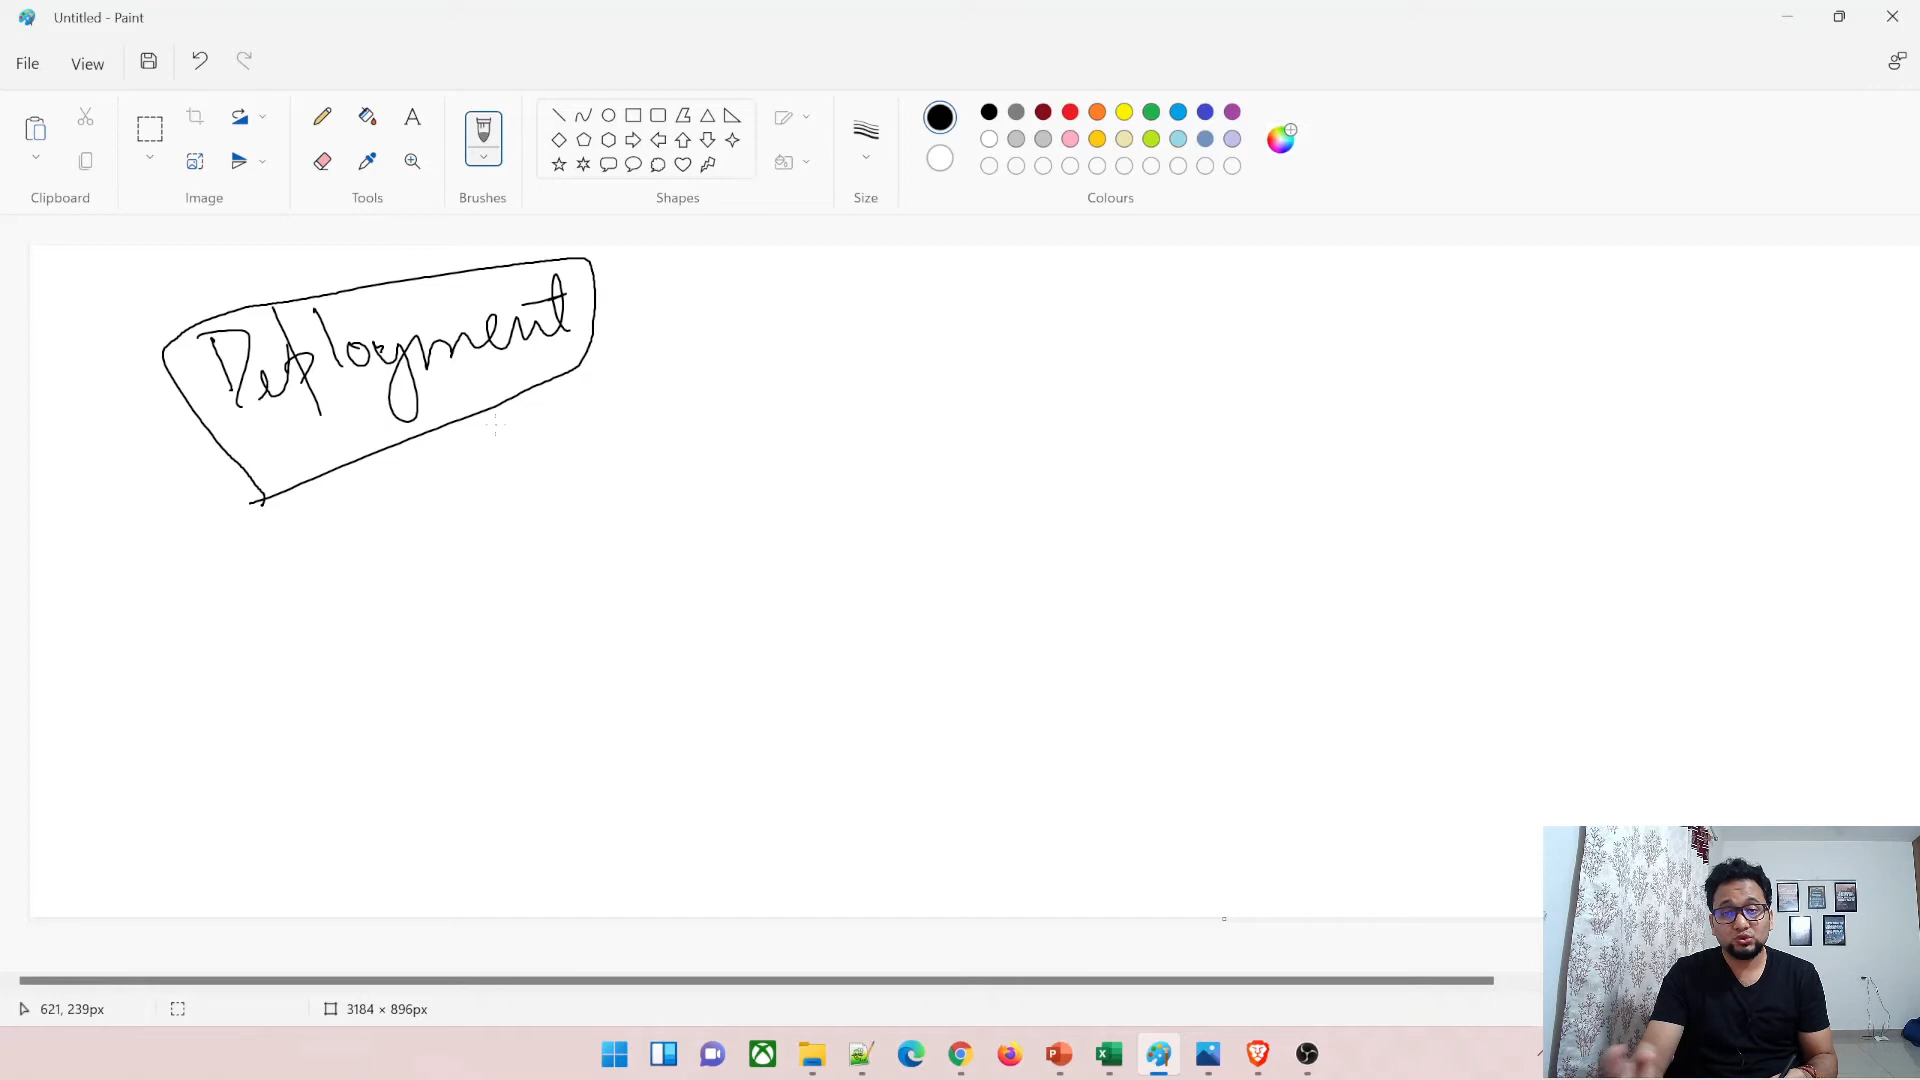 Untitled - Paint
File
View
Clipboard
Image
Tools
Brushes
Shapes
Size
Colours
Deployment
621, 239px
3184 × 896px